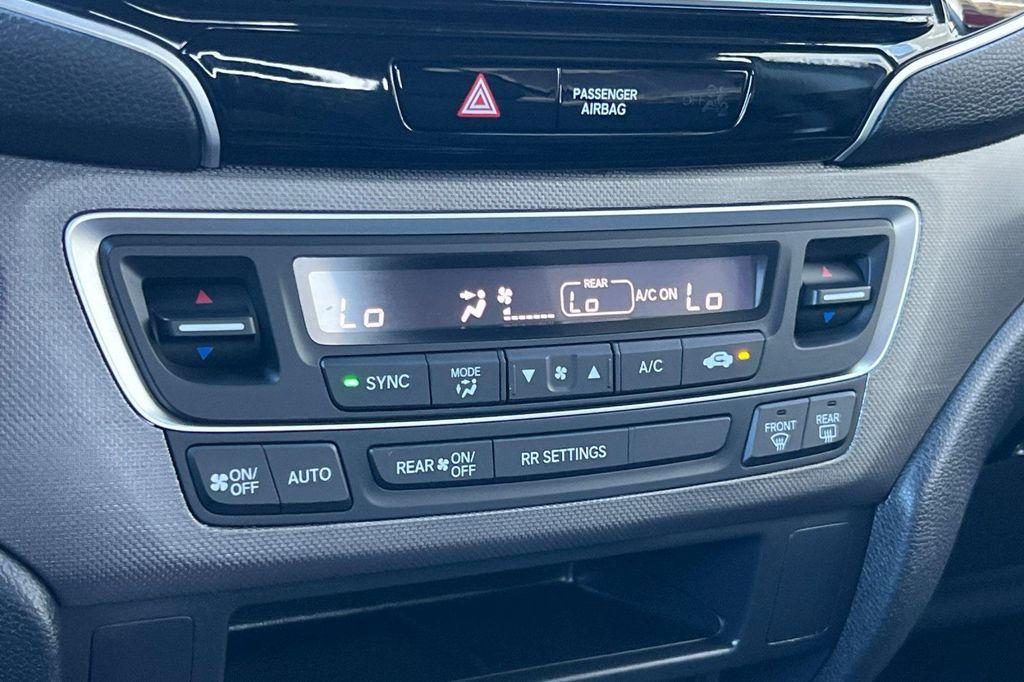 PASSENGER
AIRBAG
Lo
REAR
Lo
A/C ON
Lo
SYNC
MODE
A/C
ON/
OFF
AUTO
REAR ON/
OFF
RR SETTINGS
FRONT
REAR